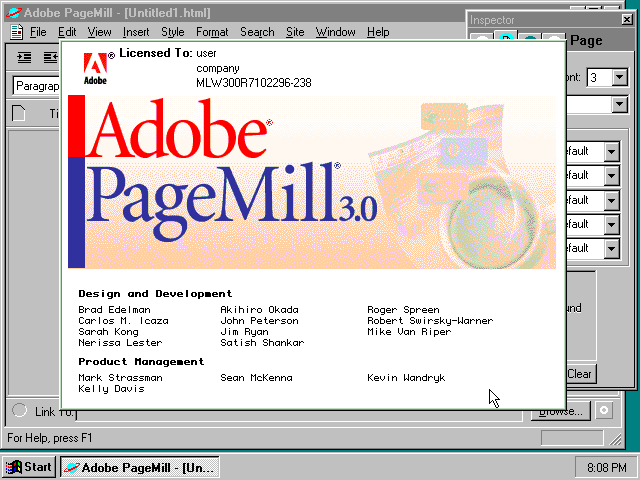 Adobe PageMill - [Untitled1.html]
File Edit View Insert Style Format Search Site Window Help
Inspector
Page
Paragrap
3
Adobe
Licensed To: user
company
MLW300R7102296-238
Adobe®
PageMill® 3.0
efault
efault
efault
efault
efault
und
Clear
Design and Development
Brad Edelman Akihiro Okada Roger Spreen
Carlos M. Icaza John Peterson Robert Swirsky-Warner
Sarah Kong Jim Ryan Mike Van Riper
Nerissa Lester Satish Shankar
Product Management
Mark Strassman Sean McKenna Kevin Wandryk
Kelly Davis
Link To: Browse...
For Help, press F1
Start Adobe PageMill - [Un... 8:08 PM